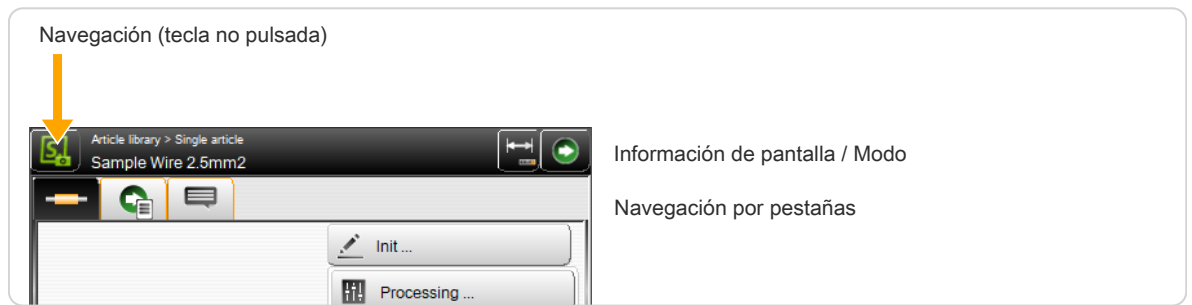 Navegación (tecla no pulsada)
Article library > Single article
Sample Wire 2.5mm2
Información de pantalla / Modo
Navegación por pestañas
Init ...
Processing ...